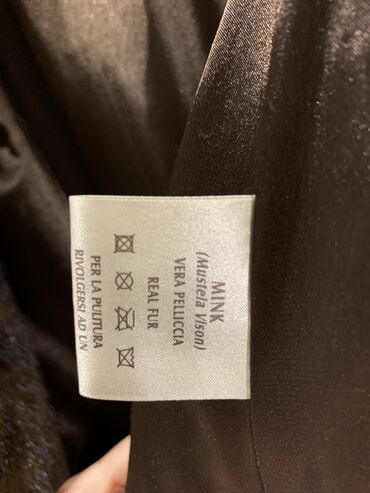 MINK
(Mustela Vison)
VERA PELLICCIA
REAL FUR
PER LA PULITURA
RIVOLGERSI AD UN